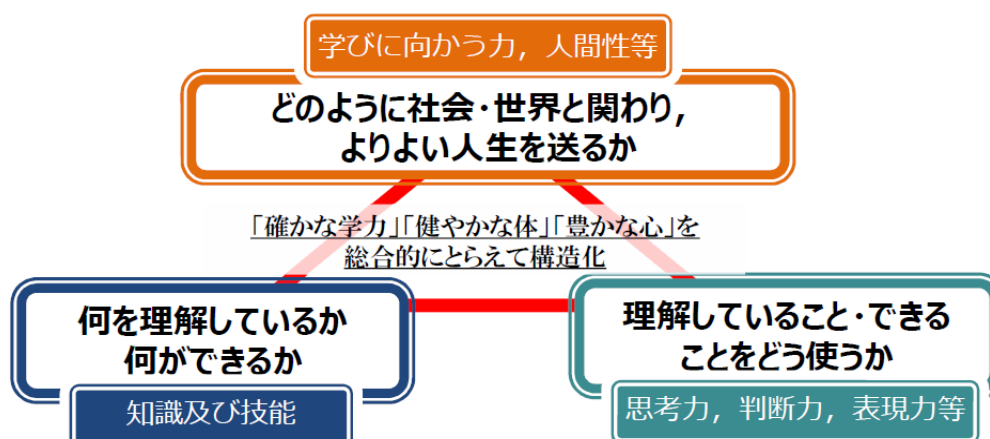 学びに向かう力，人間性等
どのように社会・世界と関わり，
よりよい人生を送るか
「確かな学力」「健やかな体」「豊かな心」を
総合的にとらえて構造化
何を理解しているか
何ができるか
知識及び技能
理解していること・できる
ことをどう使うか
思考力，判断力，表現力等